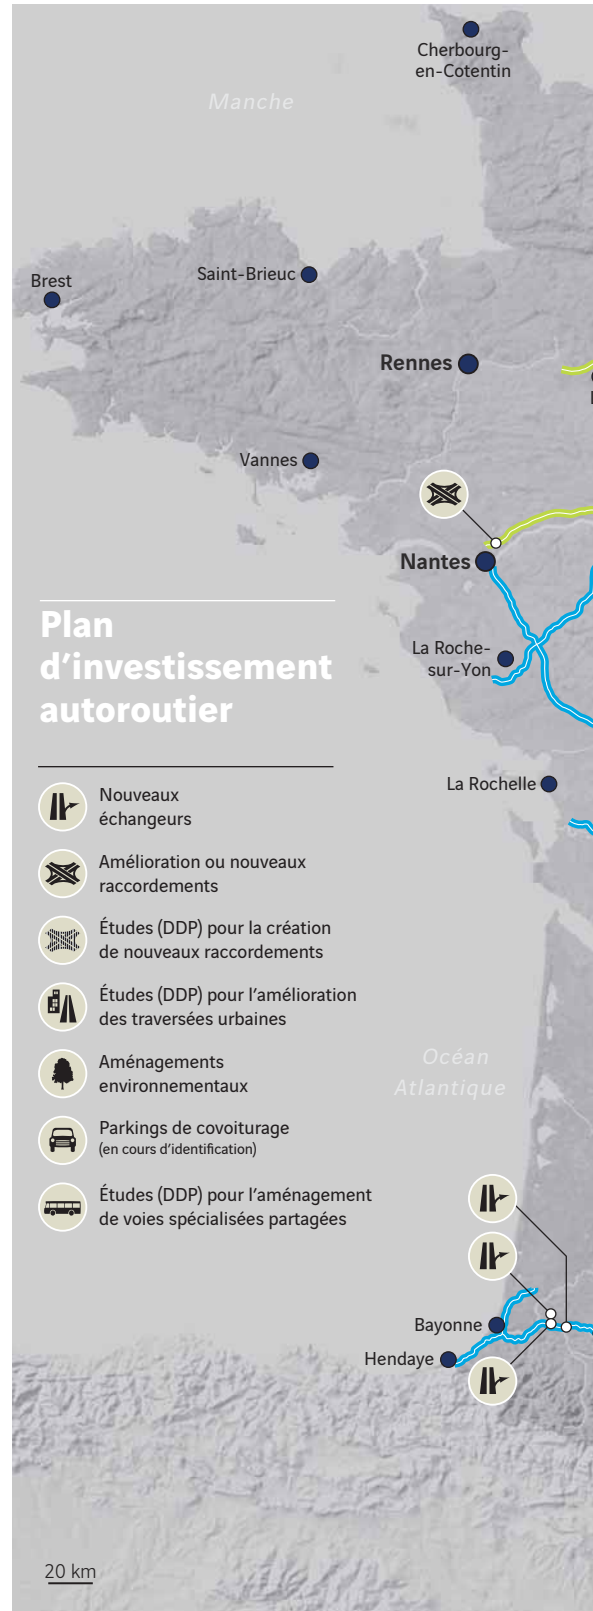 Cherbourg-
en-Cotentin
Manche
Saint-Brieuc
Brest
Rennes
Vannes
Nantes
Plan
d’investissement
autoroutier
La Roche-
sur-Yon
La Rochelle
Nouveaux
échangeurs
Amélioration ou nouveaux
raccordements
Études (DDP) pour la création
de nouveaux raccordements
Études (DDP) pour l’amélioration
des traversées urbaines
Aménagements
environnementaux
Parkings de covoiturage
(en cours d’identification)
Études (DDP) pour l’aménagement
de voies spécialisées partagées
Océan
Atlantique
Bayonne
Hendaye
20 km